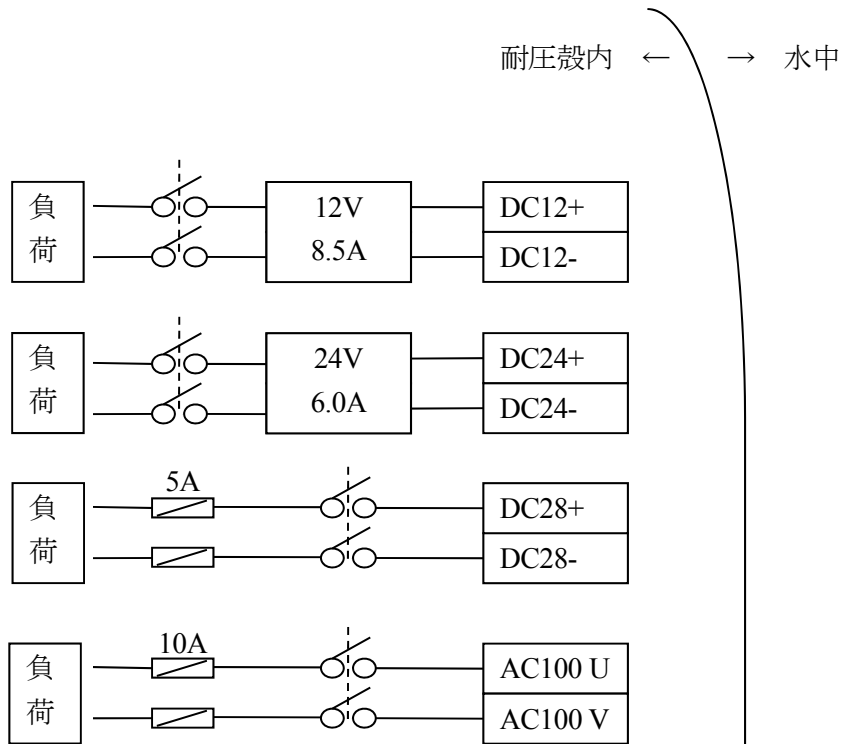 耐圧殻内 ← → 水中
負荷
12V
8.5A
DC12+
DC12-
負荷
24V
6.0A
DC24+
DC24-
負荷
5A
DC28+
DC28-
負荷
10A
AC100 U
AC100 V